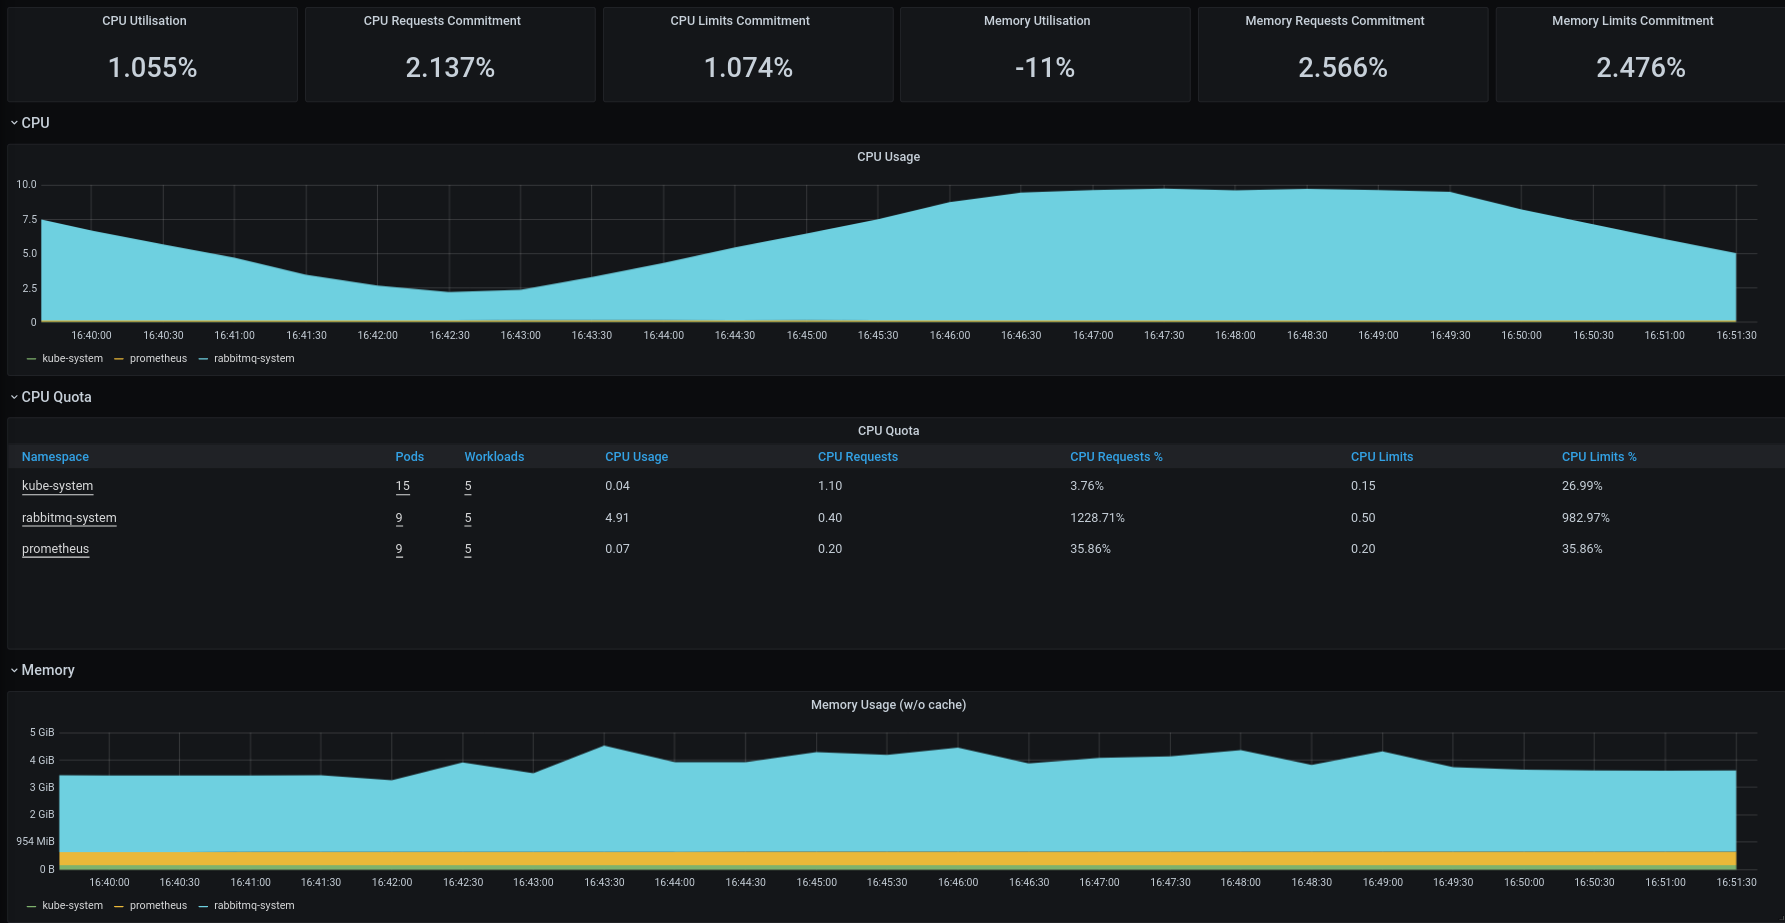 CPU Utilisation CPU Requests Commitment CPU Limits Commitment Memory Utilisation Memory Requests Commitment Memory Limits Commitment
1.055% 2.137% 1.074% -11% 2.566% 2.476%
CPU
CPU Usage
10.0
7.5
5.0
2.5
0
16:40:00 16:40:30 16:41:00 16:41:30 16:42:00 16:42:30 16:43:00 16:43:30 16:44:00 16:44:30 16:45:00 16:45:30 16:46:00 16:46:30 16:47:00 16:47:30 16:48:00 16:48:30 16:49:00 16:49:30 16:50:00 16:50:30 16:51:00 16:51:30
kube-system prometheus rabbitmq-system
CPU Quota
CPU Quota
Namespace Pods Workloads CPU Usage CPU Requests CPU Requests % CPU Limits CPU Limits %
kube-system 15 5 0.04 1.10 3.76% 0.15 26.99%
rabbitmq-system 9 5 4.91 0.40 1228.71% 0.50 982.97%
prometheus 9 5 0.07 0.20 35.86% 0.20 35.86%
Memory
Memory Usage (w/o cache)
5 GiB
4 GiB
3 GiB
2 GiB
954 MiB
0 B
16:40:00 16:40:30 16:41:00 16:41:30 16:42:00 16:42:30 16:43:00 16:43:30 16:44:00 16:44:30 16:45:00 16:45:30 16:46:00 16:46:30 16:47:00 16:47:30 16:48:00 16:48:30 16:49:00 16:49:30 16:50:00 16:50:30 16:51:00 16:51:30
kube-system prometheus rabbitmq-system